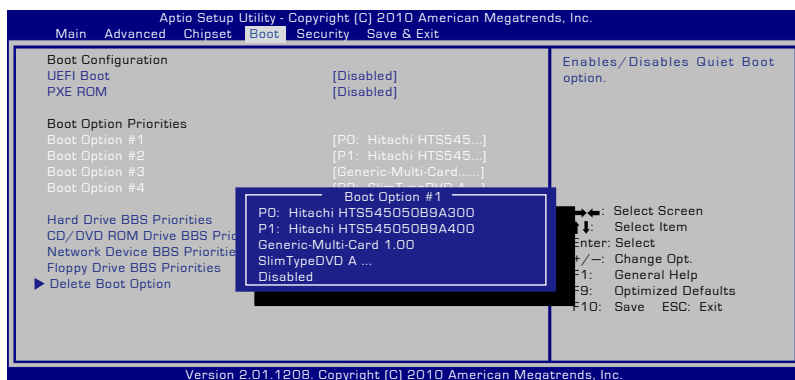 Aptio Setup Utility - Copyright (C) 2010 American Megatrends, Inc.
Main Advanced Chipset Boot Security Save & Exit
Boot Configuration
UEFI Boot [Disabled]
PXE ROM [Disabled]
Boot Option Priorities
Boot Option #1 [P0: Hitachi HTS545...]
Boot Option #2 [P1: Hitachi HTS545...]
Boot Option #3 [Generic-Multi-Card......]
Boot Option #4
Hard Drive BBS Priorities
CD/DVD ROM Drive BBS
Network Device BBS
Floppy Drive BBS Priorities
Delete Boot Option
Boot Option #1
P0: Hitachi HTS545050B9A300
P1: Hitachi HTS545050B9A400
Generic-Multi-Card 1.00
SlimTypeDVD A ...
Disabled
Enables/Disables Quiet Boot
option.
→←: Select Screen
↑↓: Select Item
Enter: Select
+/—: Change Opt.
F1: General Help
F9: Optimized Defaults
F10: Save ESC: Exit
Version 2.01.1208. Copyright (C) 2010 American Megatrends, Inc.